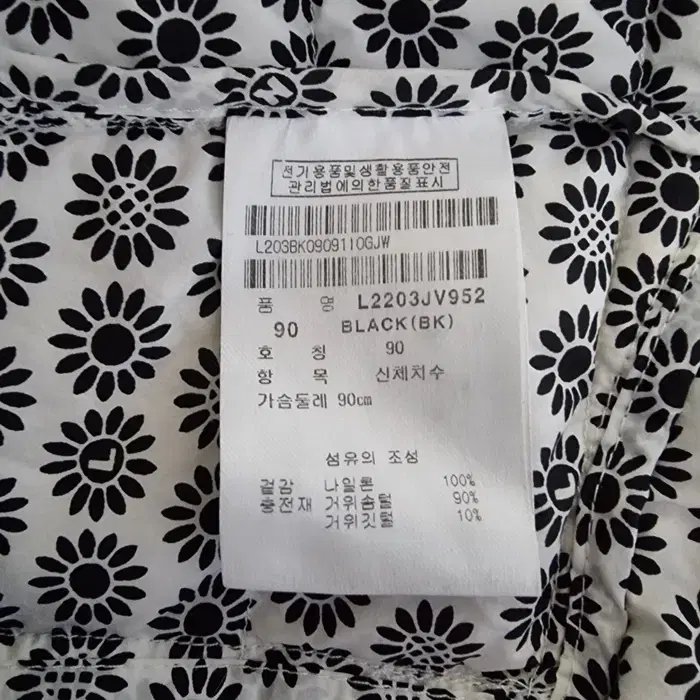 전기용품및생활용품안전
관리법에의한품질표시
L203BK0909110GJW
품 명 L2203JV952
90 BLACK(BK)
호 칭 90
항 목 신체치수
가슴둘레 90cm
섬유의 조성
겉감 나일론 100%
충전재 거위솜털 90%
거위깃털 10%